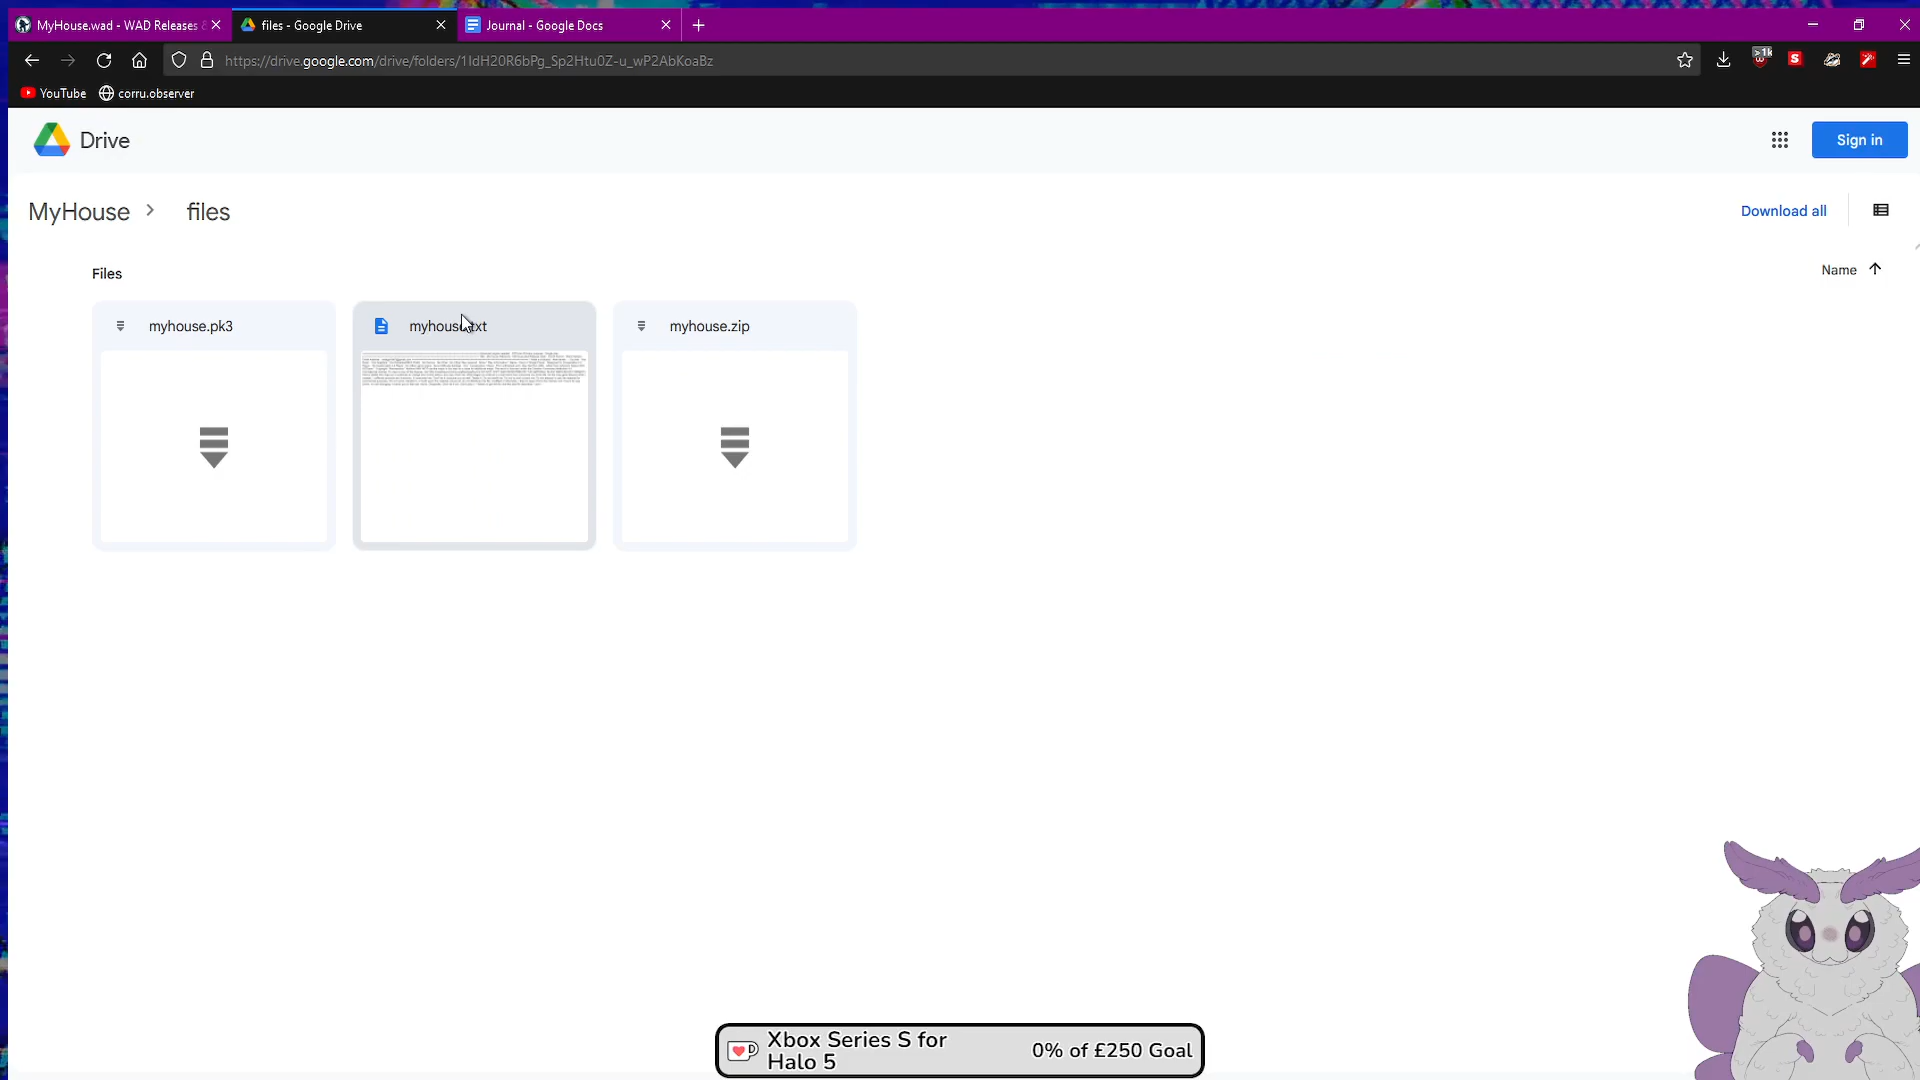 MyHouse.wad - WAD Releases &
files - Google Drive
Journal - Google Docs
https://drive.google.com/drive/folders/1IdH20R6bPg_Sp2Htu0Z-u_wP2AbKoaBz
>1k
S
YouTube
corru.observer
Drive
Sign in
MyHouse
files
Download all
Files
Name
myhouse.pk3
myhouse.txt
myhouse.zip
Xbox Series S for
Halo 5
0% of £250 Goal